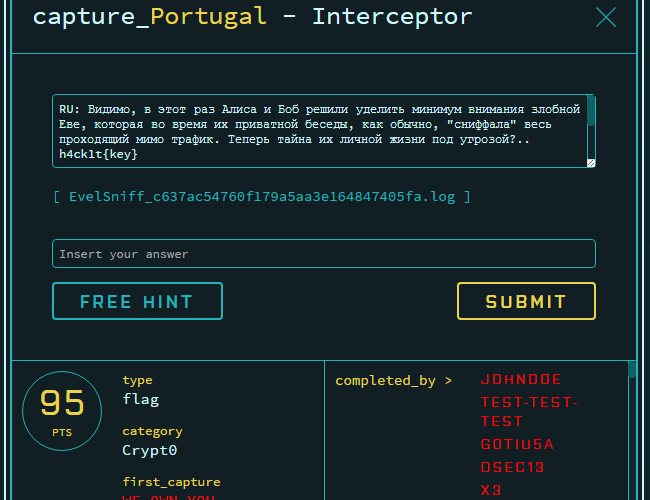 capture_Portugal - Interceptor
RU: Видимо, в этот раз Алиса и Боб решили уделить минимум внимания злобной
Еве, которая во время их приватной беседы, как обычно, "сниффала" весь
проходящий мимо трафик. Теперь тайна их личной жизни под угрозой?..
h4ck1t{key}
[ EvelSniff_c637ac54760f179a5aa3e164847405fa.log ]
Insert your answer
FREE HINT
SUBMIT
95
PTS
type
flag
category
Crypt0
first_capture
WE_OWN_YOU
completed_by >
JOHNDOE
TEST-TEST-
TEST
GOTIU5A
DSEC13
X3